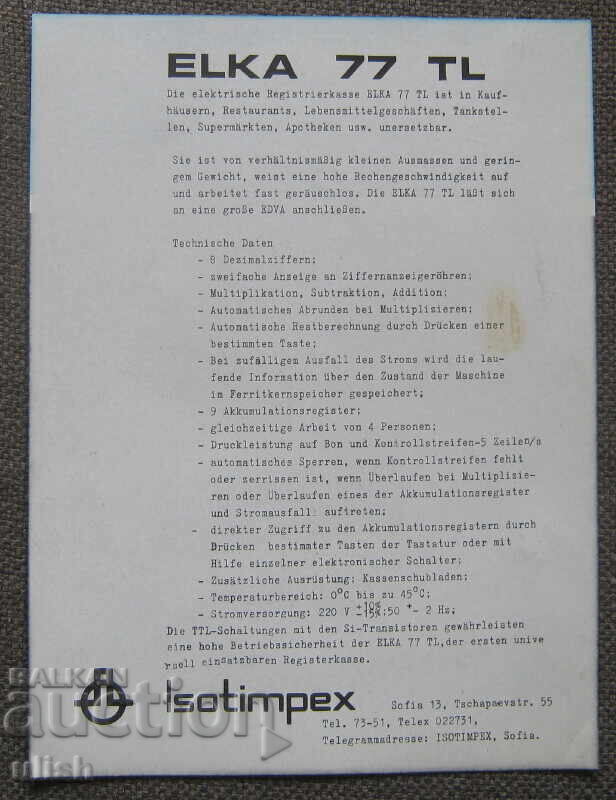 ELKA 77 TL
Die elektrische Registrierkasse ELKA 77 TL ist in Kauf-
häusern, Restaurants, Lebensmittelgeschäften, Tankstel-
len, Supermärkten, Apotheken usw. unersetzbar.
Sie ist von verhältnismäßig kleinen Ausmassen und gerin-
gem Gewicht, weist eine hohe Rechengeschwindigkeit auf
und arbeitet fast geräuschlos. Die ELKA 77 TL läßt sich
an eine große EDVA anschließen.
Technische Daten
- 8 Dezimalziffern;
- zweifache Anzeige an Ziffernanzeigeröhren;
- Multiplikation, Subtraktion, Addition;
- Automatisches Abrunden bei Multiplizieren;
- Automatische Restberechnung durch Drücken einer
bestimmten Taste;
- Bei zufälligem Ausfall des Stroms wird die lau-
fende Information über den Zustand der Maschine
im Ferritkernspeicher gespeichert;
- 9 Akkumulationsregister;
- gleichzeitige Arbeit von 4 Personen;
- Druckleistung auf Bon und Kontrollstreifen-5 Zeilen/s
- automatisches Sperren, wenn Kontrollstreifen fehlt
oder zerrissen ist, wenn Überlaufen bei Multiplizie-
ren oder Überlaufen eines der Akkumulationsregister
und Stromausfall auftreten;
- direkter Zugriff zu den Akkumulationsregistern durch
Drücken bestimmter Tasten der Tastatur oder mit
Hilfe einzelner elektronischer Schalter;
- Zusätzliche Ausrüstung: Kassenschubladen;
- Temperaturbereich: 0°C bis zu 45°C;
- Stromversorgung: 220 V +10% -15%;50 +- 2 Hz;
Die TTL-Schaltungen mit den Si-Transistoren gewährleisten
eine hohe Betriebssicherheit der ELKA 77 TL,der ersten unive
rsell einsatzbaren Registerkasse.
Isotimpex
Sofia 13, Tschapaevstr. 55
Tel. 73-51, Telex 022731,
Telegrammadresse: ISOTIMPEX, Sofia.
BALKAN
auction
ulish